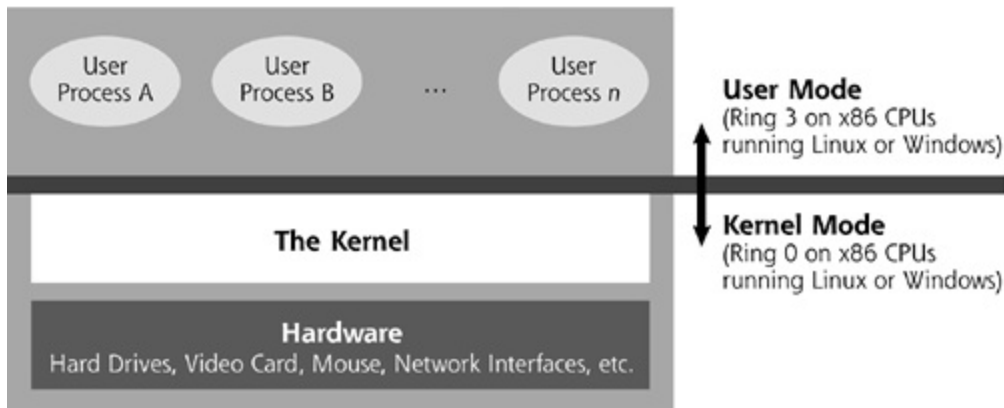 User
Process A
User
Process B
...
User
Process n
User Mode
(Ring 3 on x86 CPUs
running Linux or Windows)
The Kernel
Kernel Mode
(Ring 0 on x86 CPUs
running Linux or Windows)
Hardware
Hard Drives, Video Card, Mouse, Network Interfaces, etc.